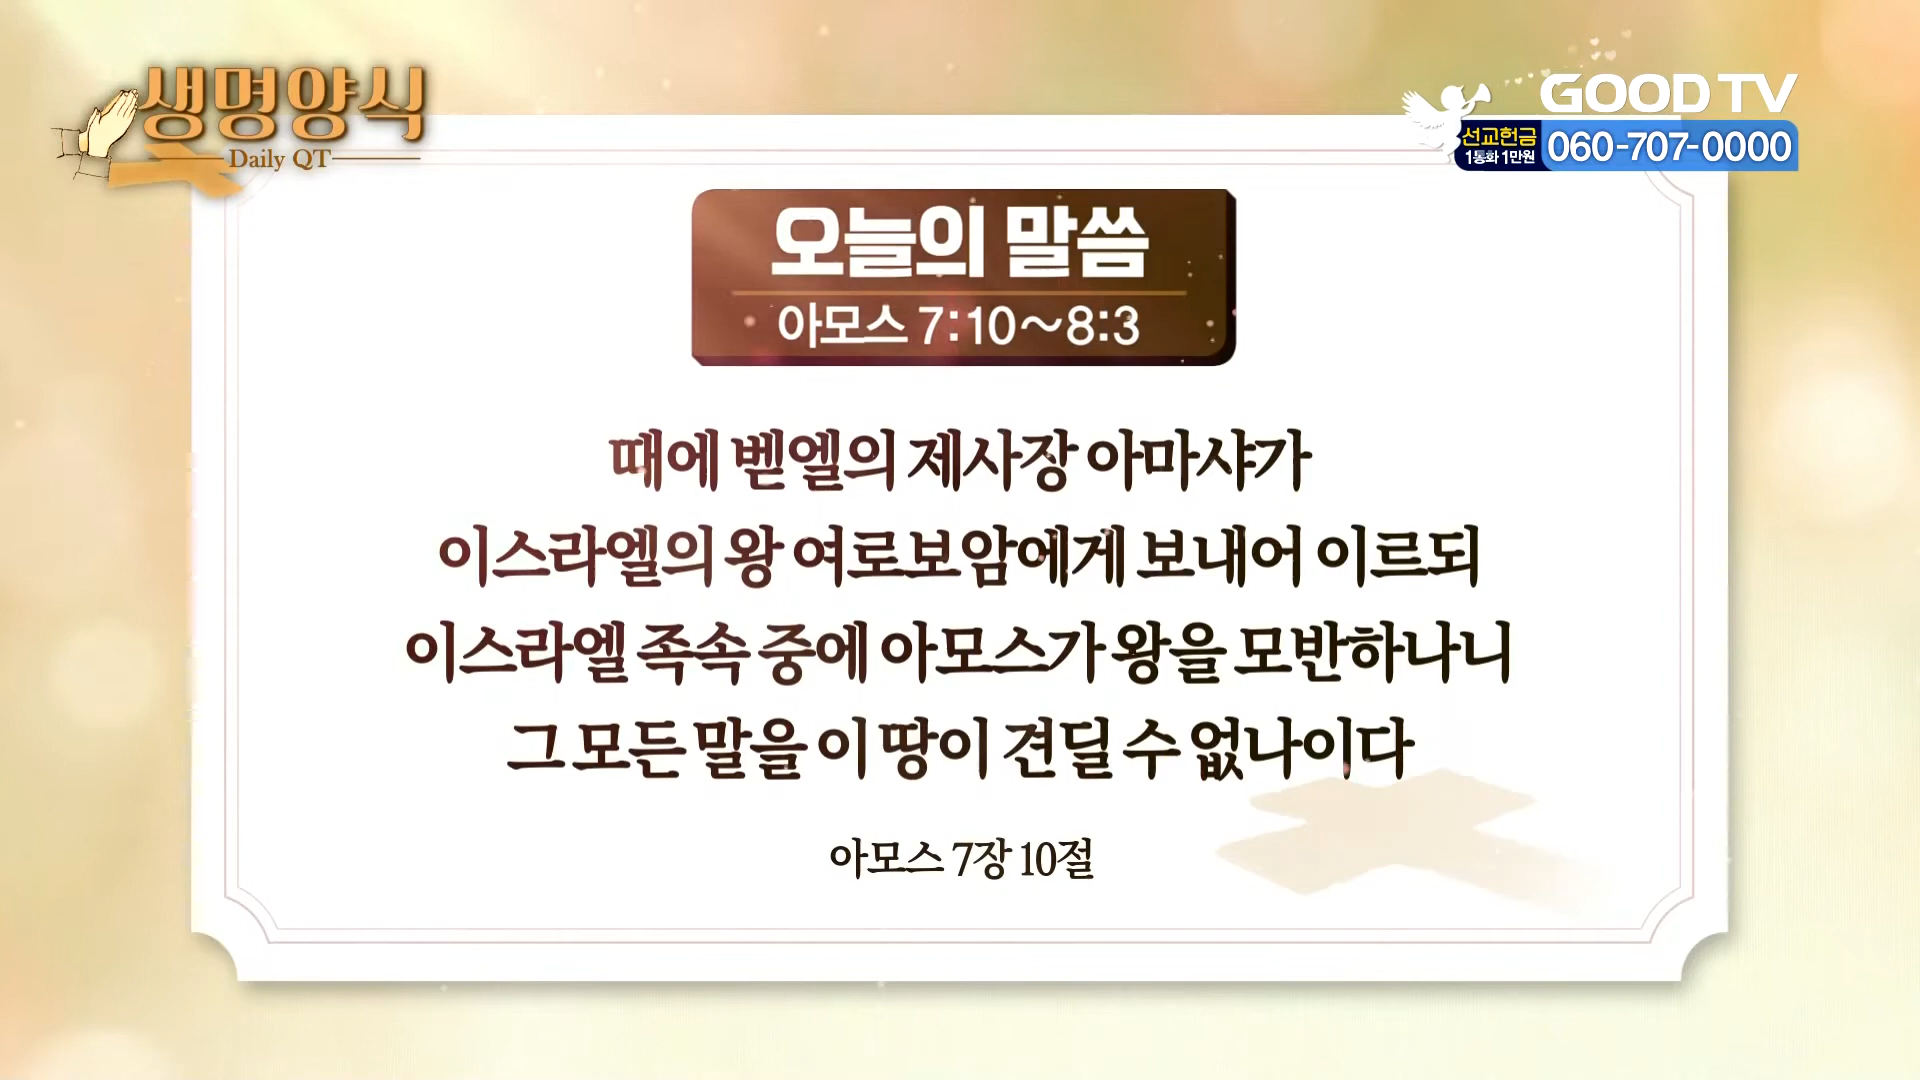 생명양식
Daily QT
GOODTV
선교헌금
1통화 1만원
060-707-0000
오늘의 말씀
아모스 7:10~8:3
때에 벧엘의 제사장 아마샤가
이스라엘의 왕 여로보암에게 보내어 이르되
이스라엘 족속 중에 아모스가 왕을 모반하나니
그 모든 말을 이 땅이 견딜 수 없나이다
아모스 7장 10절